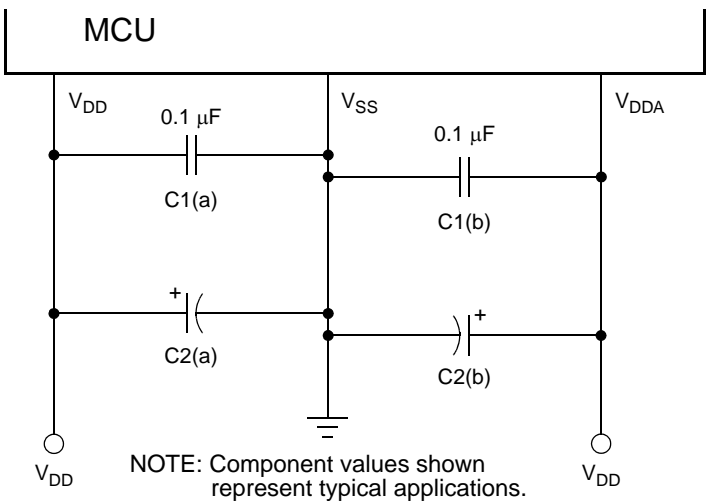 MCU
VDD
VSS
VDDA
0.1 μF
0.1 μF
C1(a)
C1(b)
+
+
C2(a)
C2(b)
VDD
VDD
NOTE: Component values shown
represent typical applications.